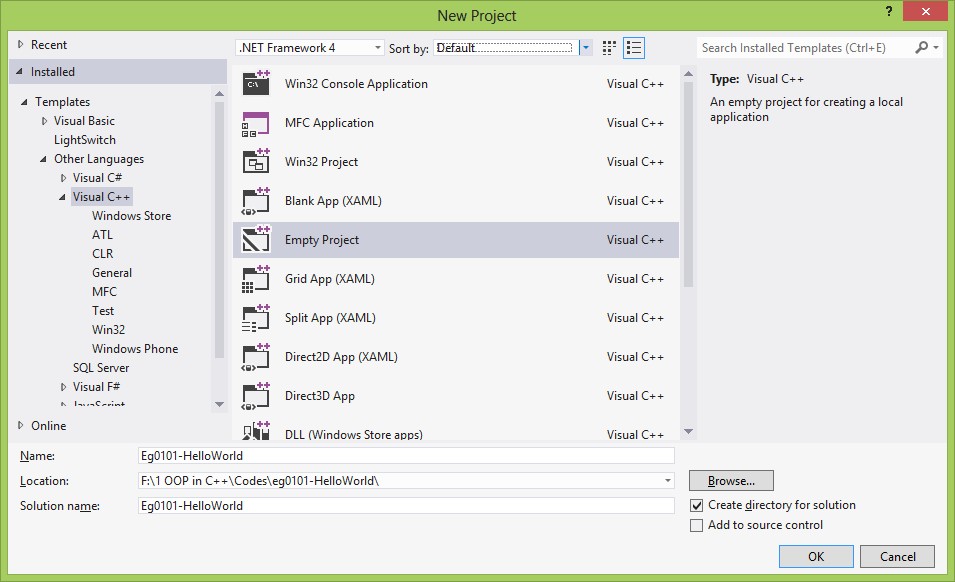 New Project
?
Recent
Installed
Templates
Visual Basic
LightSwitch
Other Languages
Visual C#
Visual C++
Windows Store
ATL
CLR
General
MFC
Test
Win32
Windows Phone
SQL Server
Visual F#
JavaScript
Online
.NET Framework 4
Sort by: Default
Win32 Console Application Visual C++
MFC Application Visual C++
Win32 Project Visual C++
Blank App (XAML) Visual C++
Empty Project Visual C++
Grid App (XAML) Visual C++
Split App (XAML) Visual C++
Direct2D App (XAML) Visual C++
Direct3D App Visual C++
DLL (Windows Store apps) Visual C++
Search Installed Templates (Ctrl+E)
Type: Visual C++
An empty project for creating a local
application
Name: Eg0101-HelloWorld
Location: F:\1 OOP in C++\Codes\eg0101-HelloWorld\
Browse...
Solution name: Eg0101-HelloWorld
Create directory for solution
Add to source control
OK
Cancel